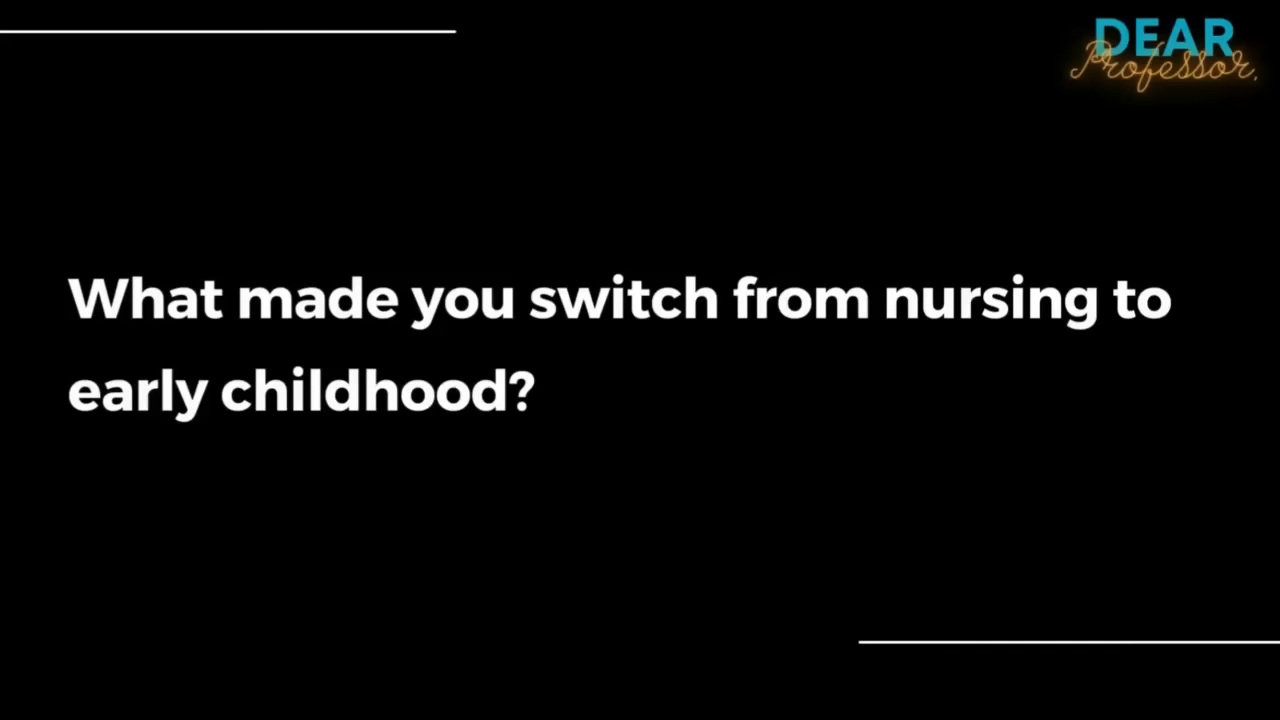 DEAR
Professor,
What made you switch from nursing to
early childhood?